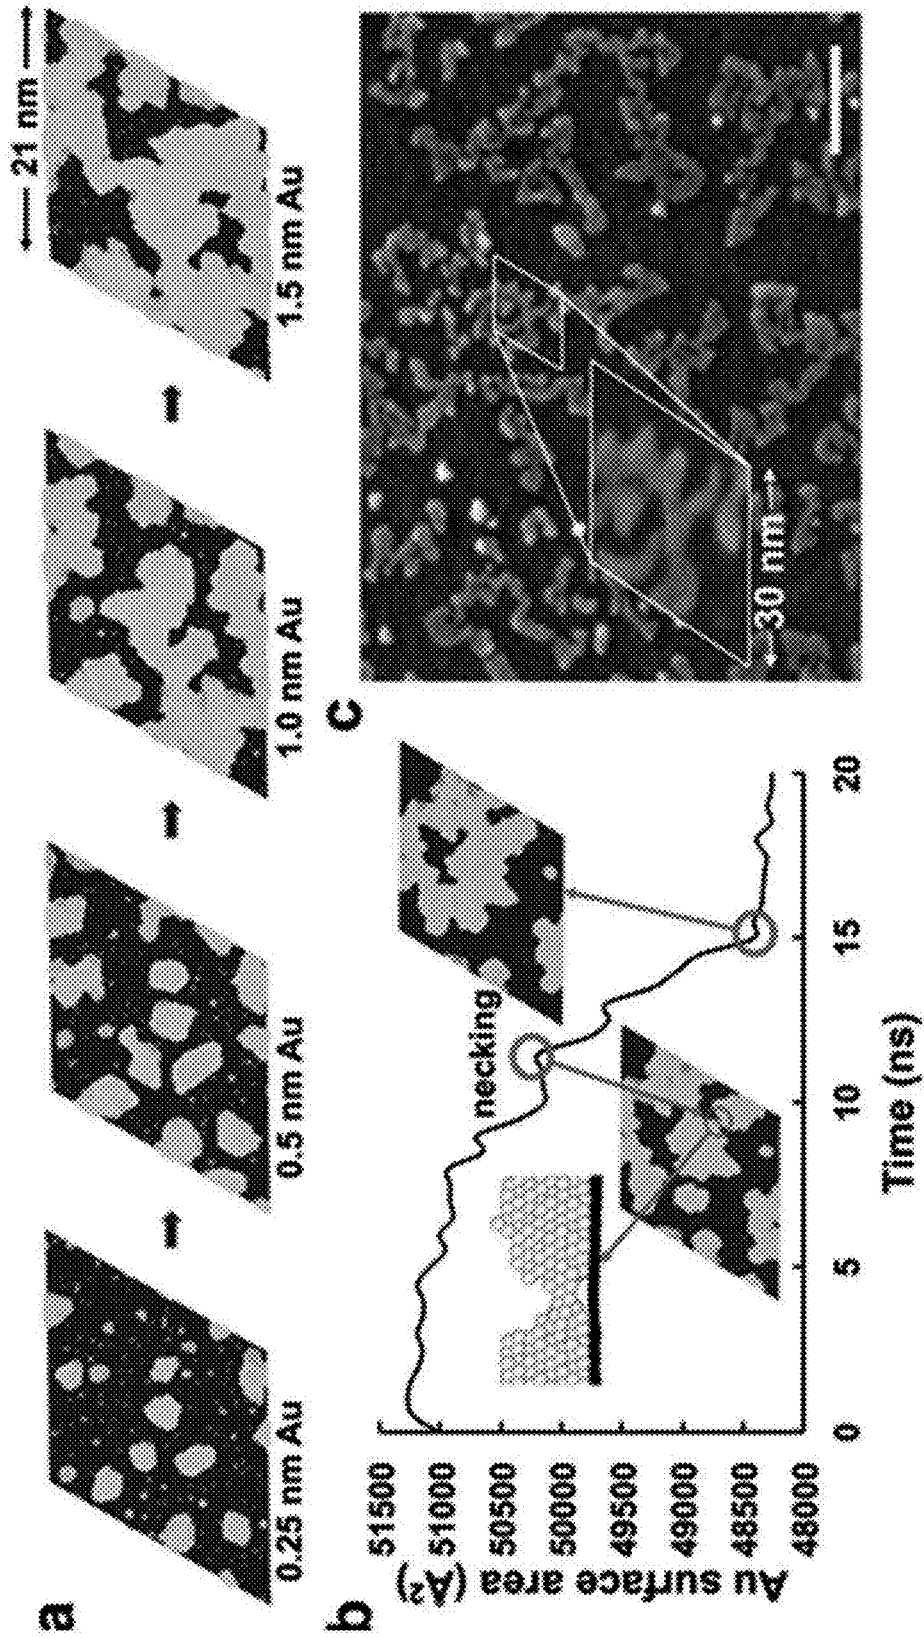 a
21 nm
0.25 nm Au
0.5 nm Au
1.0 nm Au
1.5 nm Au
b
Au surface area (Å²)
51500
51000
50500
50000
49500
49000
48500
48000
necking
0
5
10
15
20
Time (ns)
c
30 nm